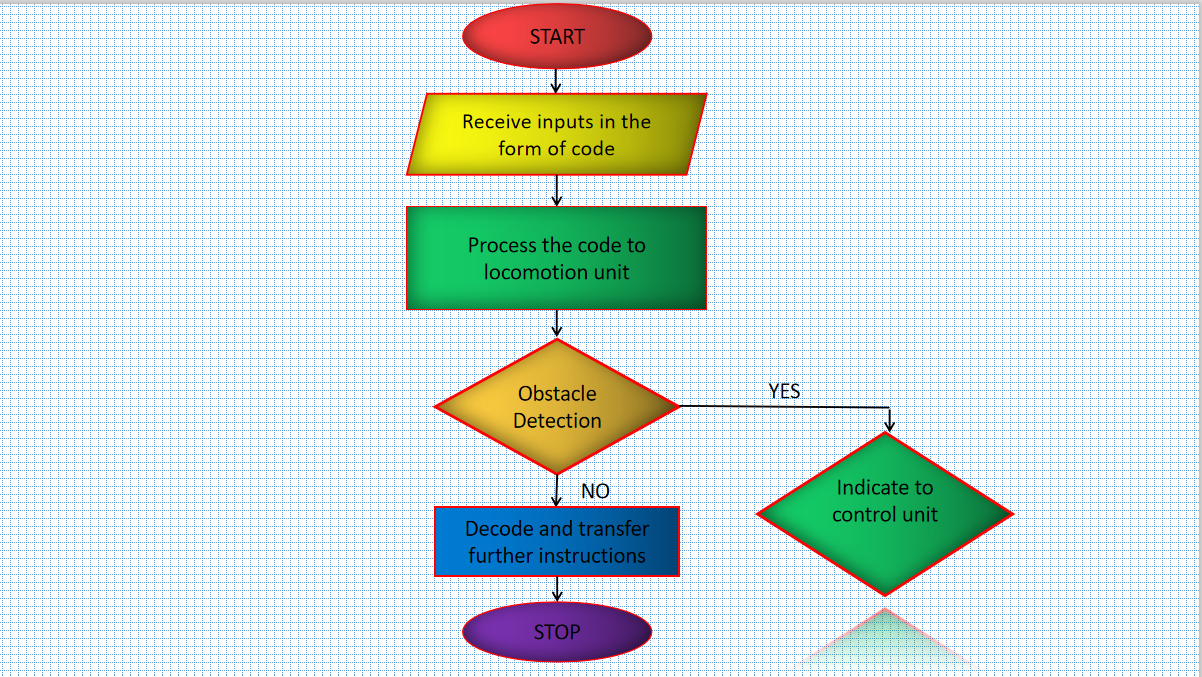 START
Receive inputs in the
form of code
Process the code to
locomotion unit
Obstacle
Detection
YES
Indicate to
control unit
NO
Decode and transfer
further instructions
STOP